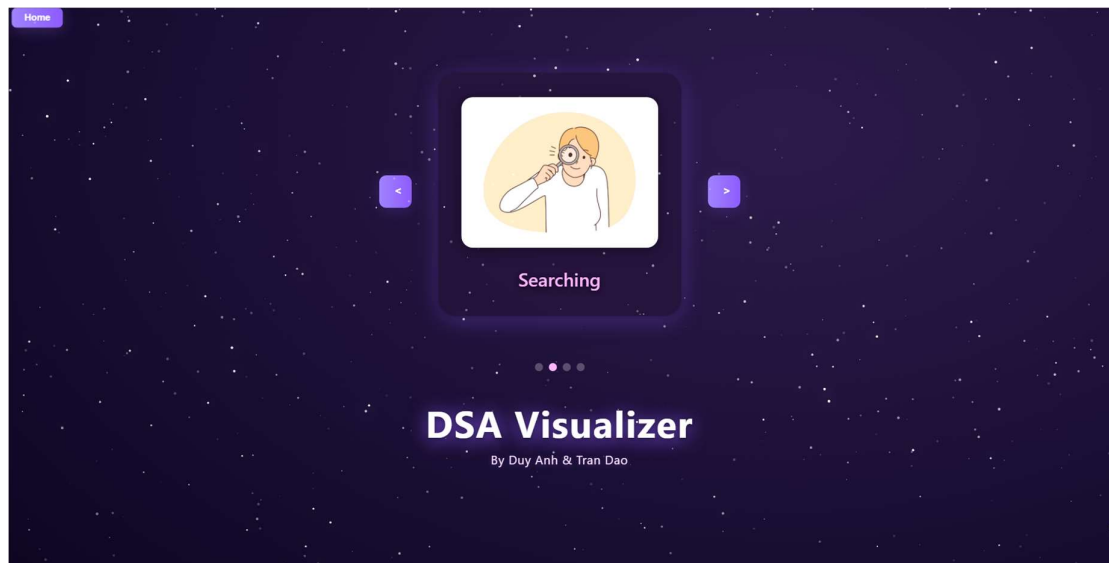 Home
<
>
Searching
DSA Visualizer
By Duy Anh & Tran Dao